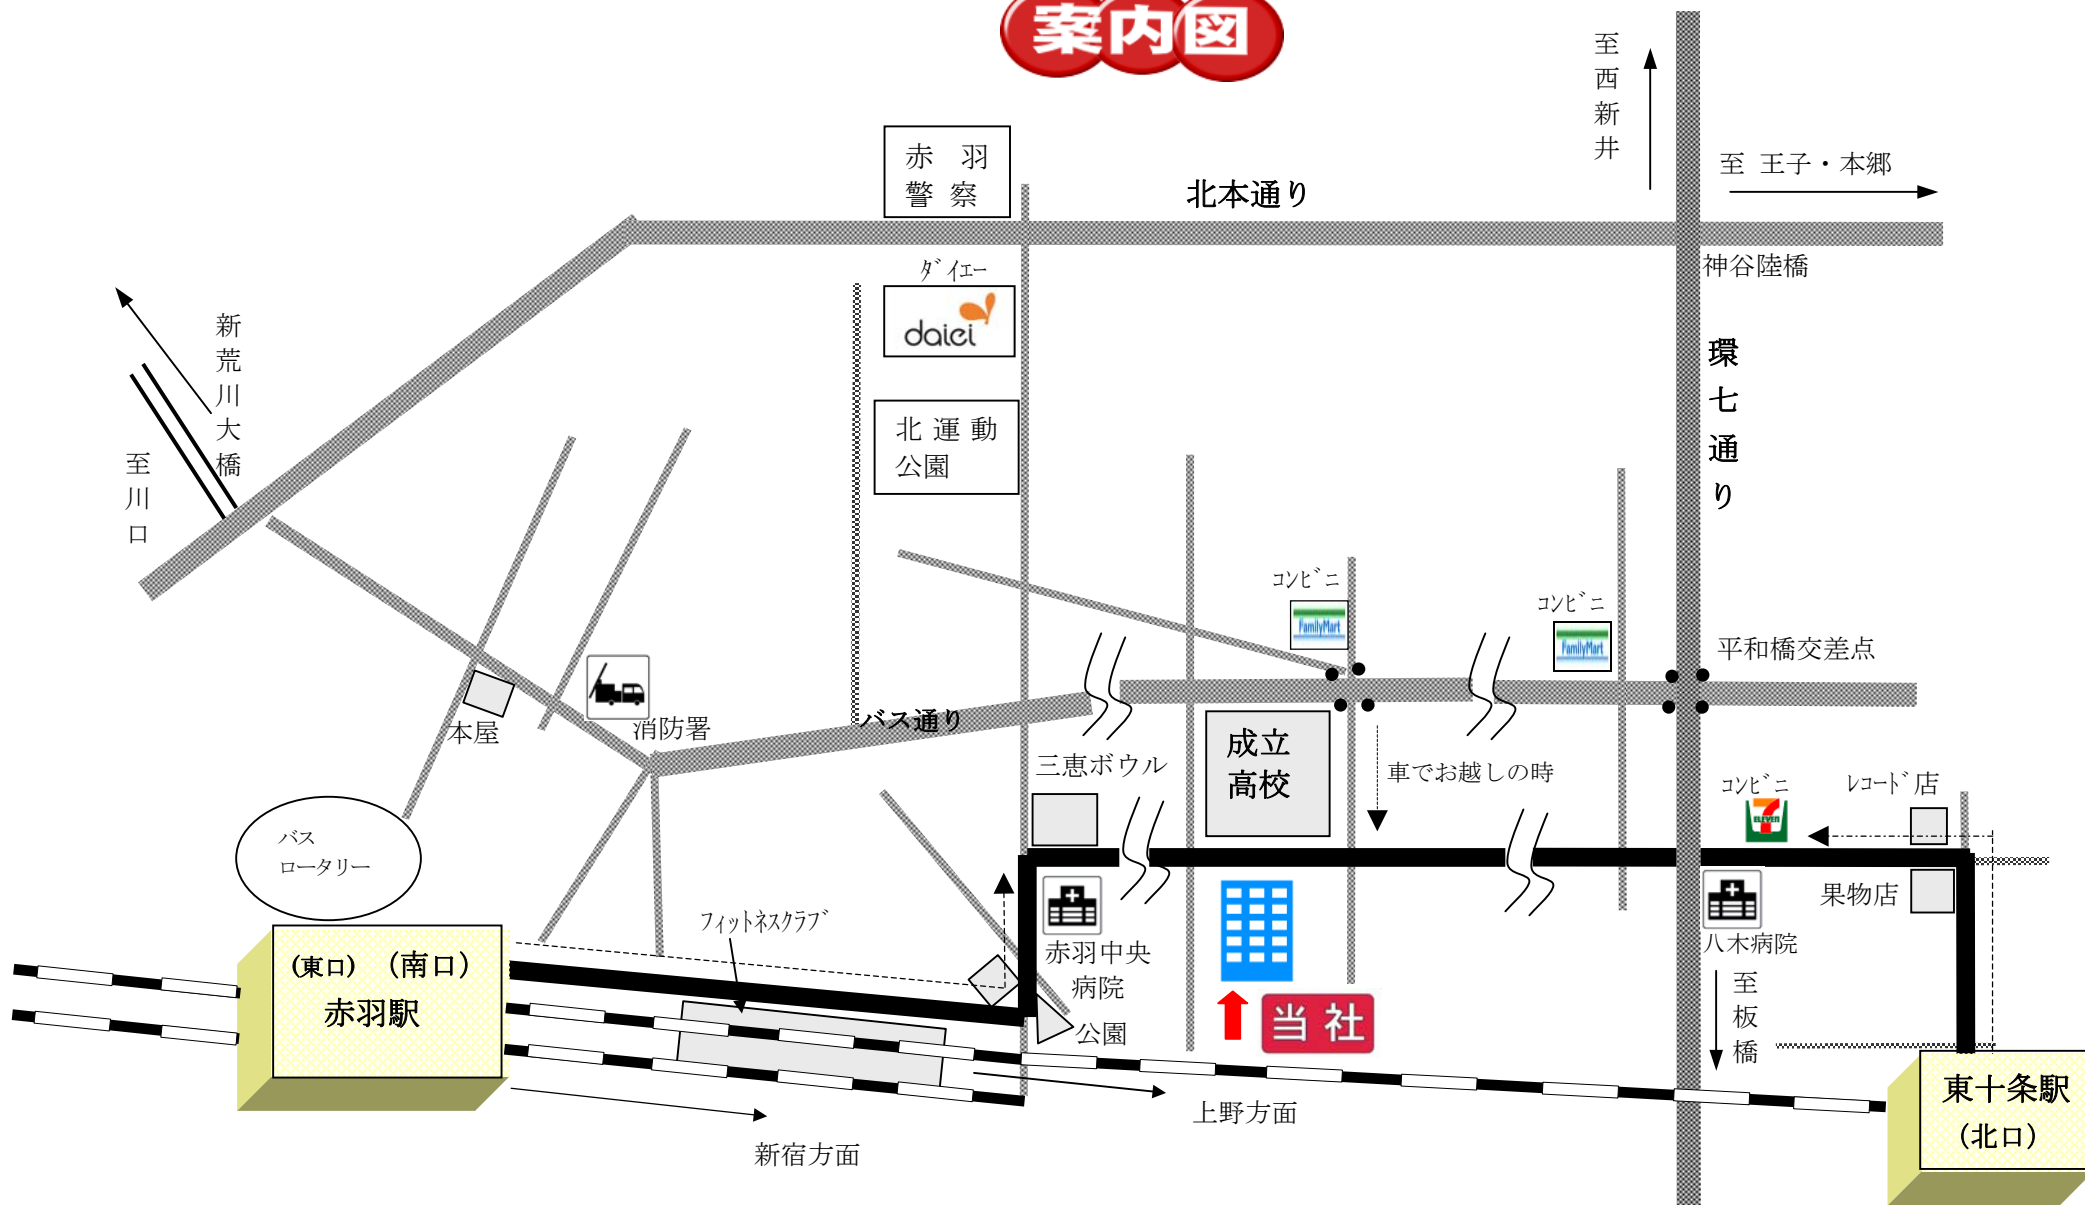 案内図
至西新井
赤 羽
警 察
北本通り
至 王子・本郷
神谷陸橋
ﾀﾞｲｴｰ
daiei
新荒川大橋
至川口
環七通り
北 運 動
公園
ｺﾝﾋﾞﾆ
FamilyMart
ｺﾝﾋﾞﾆ
FamilyMart
平和橋交差点
本屋
消防署
バス通り
三恵ボウル
成立
高校
車でお越しの時
ｺﾝﾋﾞﾆ
7
ELEVEN
ﾚｺｰﾄﾞ店
バス
ロータリー
果物店
ﾌｨｯﾄﾈｽｸﾗﾌﾞ
赤羽中央
病院
八木病院
(東口) (南口)
赤羽駅
至板橋
当社
公園
東十条駅
(北口)
上野方面
新宿方面